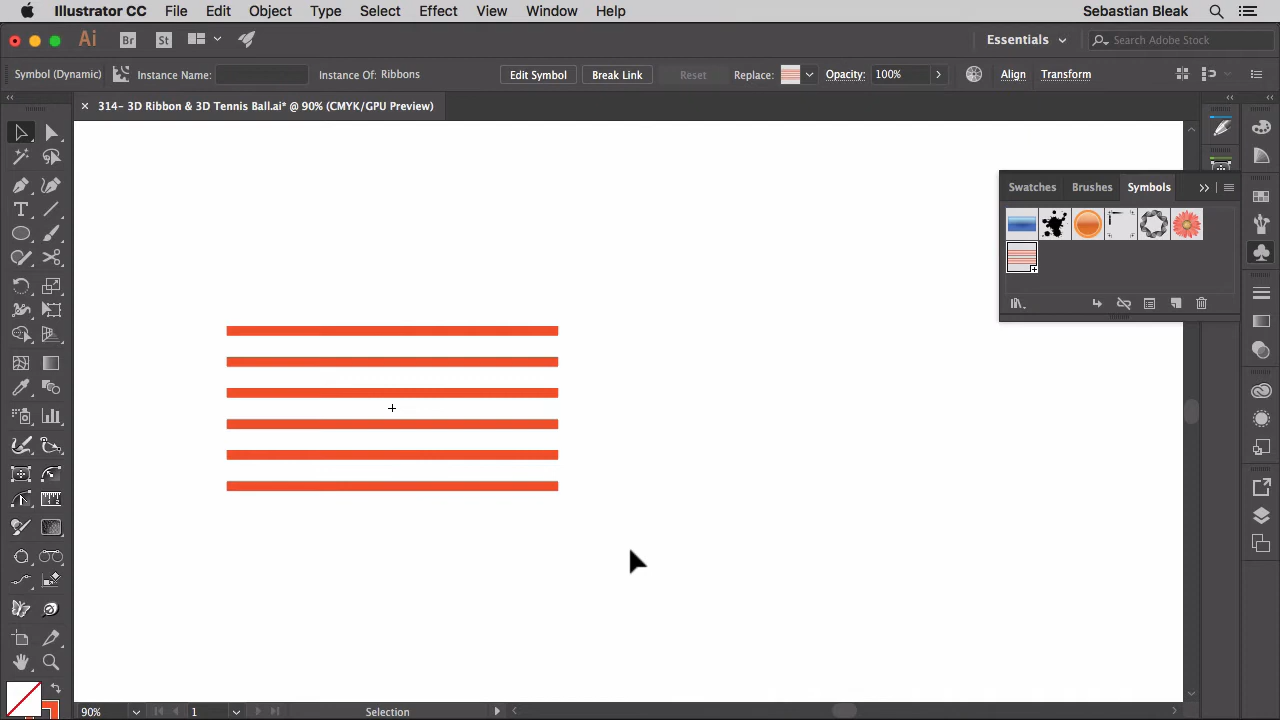 Illustrator CC File Edit Object Type Select Effect View Window Help Sebastian Bleak
Ai Br St Essentials Search Adobe Stock
Symbol (Dynamic) Instance Name: Instance Of: Ribbons Edit Symbol Break Link Reset Replace: Opacity: 100% Align Transform
314- 3D Ribbon & 3D Tennis Ball.ai* @ 90% (CMYK/GPU Preview)
Swatches Brushes Symbols
90% 1 Selection